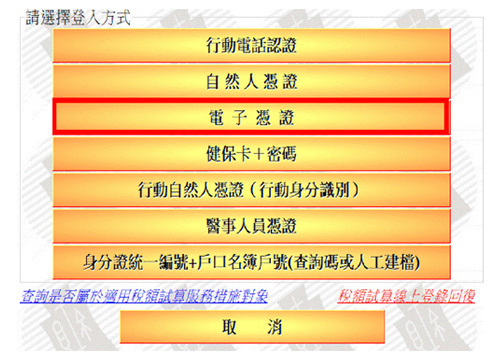 請選擇登入方式
行動電話認證
自然人憑證
電子憑證
健保卡＋密碼
行動自然人憑證（行動身分識別）
醫事人員憑證
身分證統一編號+戶口名簿戶號(查詢碼或人工建檔)
查詢是否屬於適用稅額試算服務措施對象
稅額試算線上登錄回復
取 消